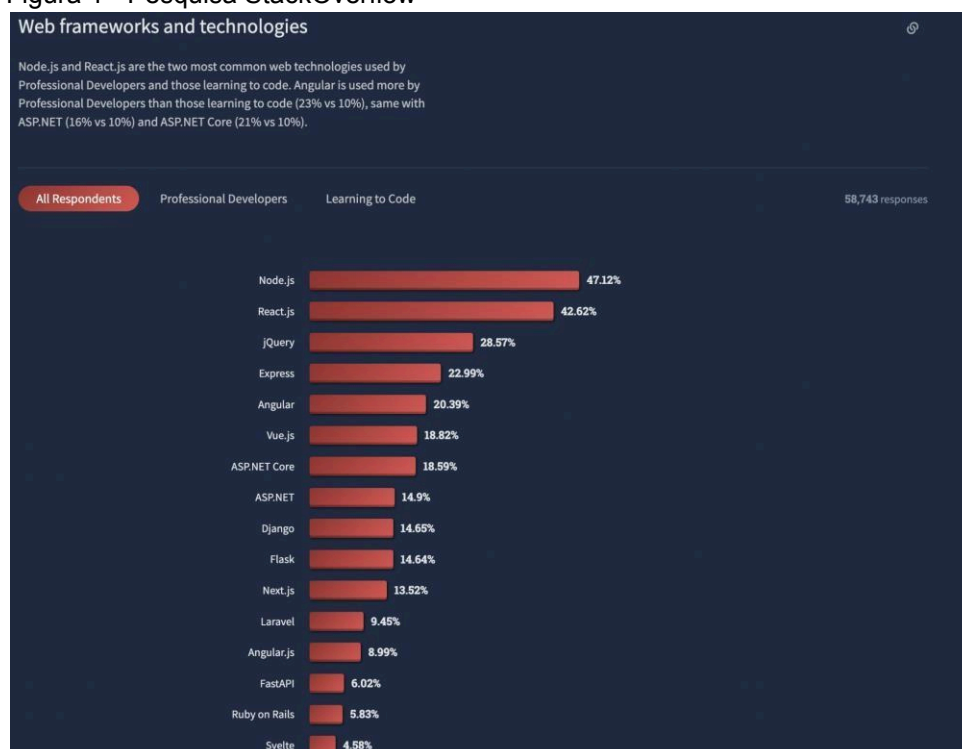 Web frameworks and technologies
Node.js and React.js are the two most common web technologies used by
Professional Developers and those learning to code. Angular is used more by
Professional Developers than those learning to code (23% vs 10%), same with
ASP.NET (16% vs 10%) and ASP.NET Core (21% vs 10%).
All Respondents Professional Developers Learning to Code 58,743 responses
Node.js 47.12%
React.js 42.62%
jQuery 28.57%
Express 22.99%
Angular 20.39%
Vue.js 18.82%
ASP.NET Core 18.59%
ASP.NET 14.9%
Django 14.65%
Flask 14.64%
Next.js 13.52%
Laravel 9.45%
Angular.js 8.99%
FastAPI 6.02%
Ruby on Rails 5.83%
Svelte 4.58%